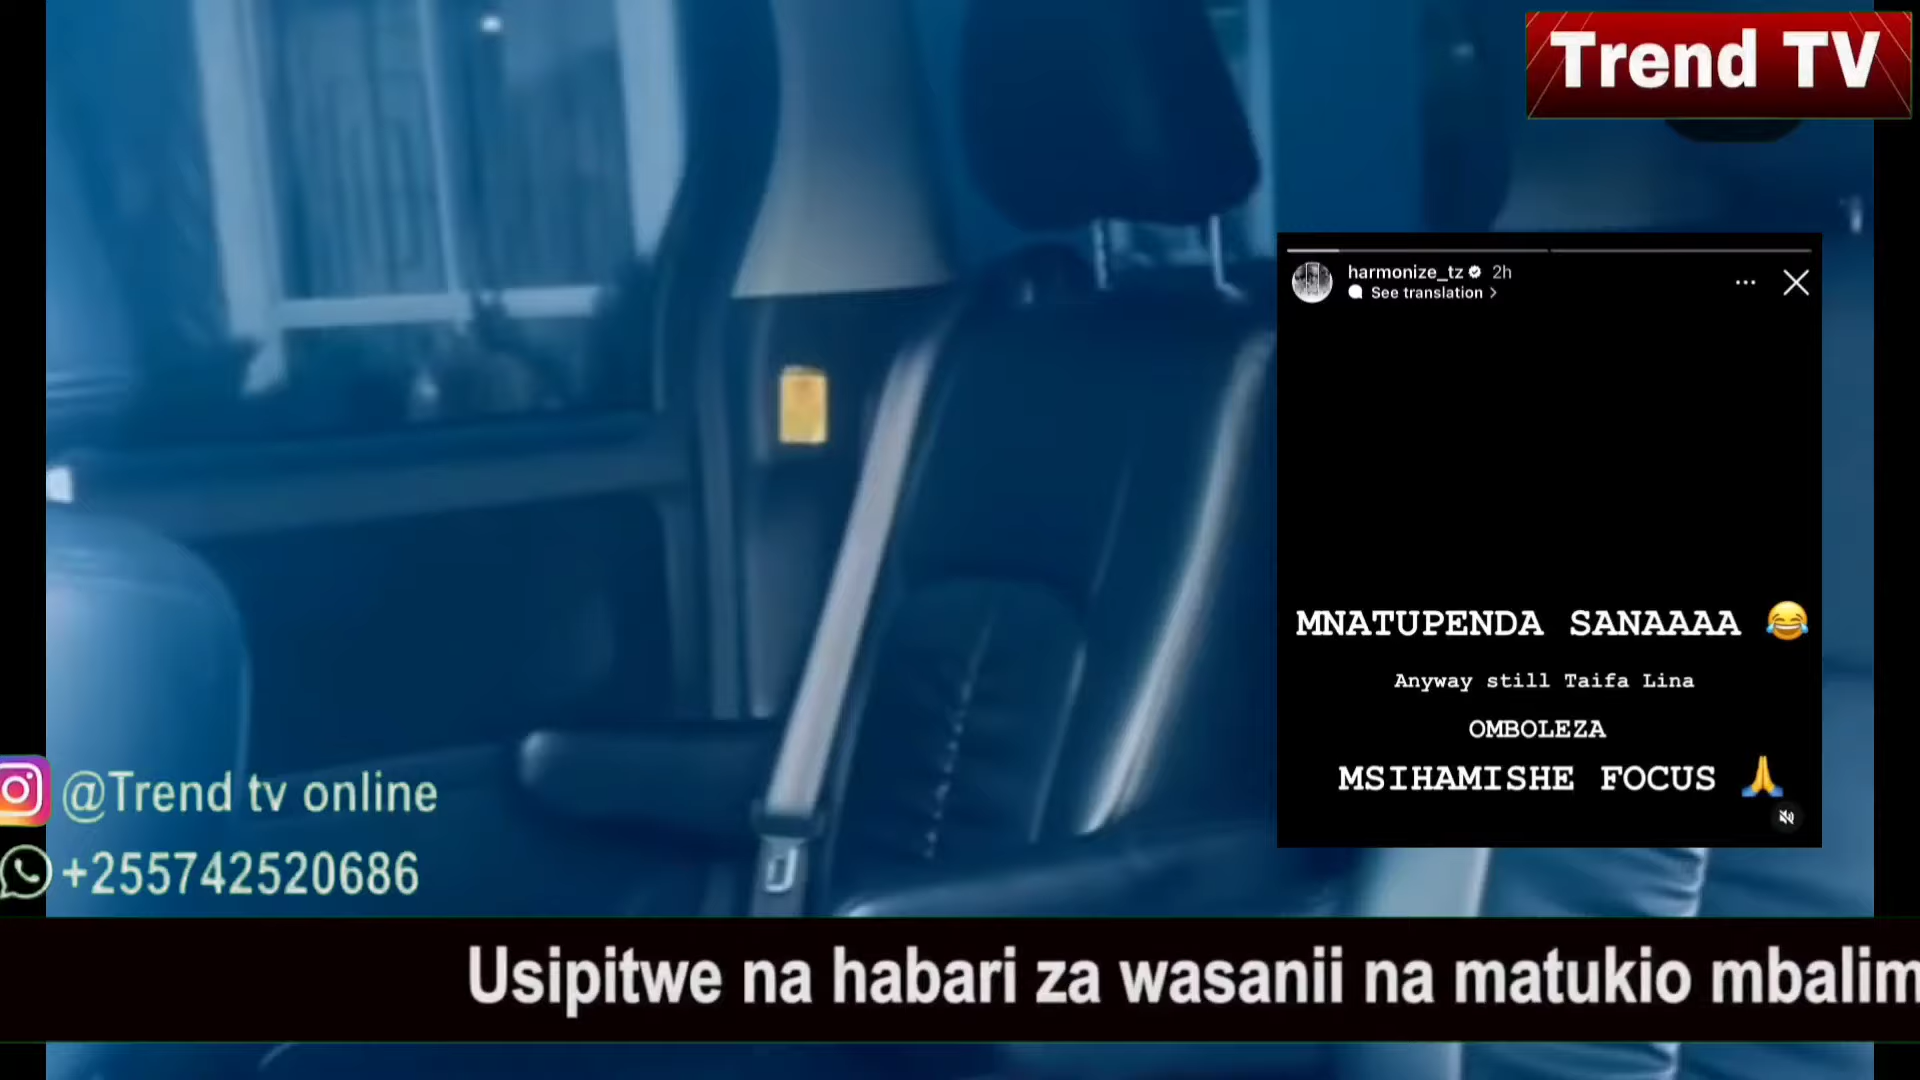 Trend TV
harmonize_tz 2h
See translation >
MNATUPENDA SANAAAA 😂
Anyway still Taifa Lina
OMBOLEZA
MSIHAMISHE FOCUS 🙏
@Trend tv online
+255742520686
Usipitwe na habari za wasanii na matukio mbalim